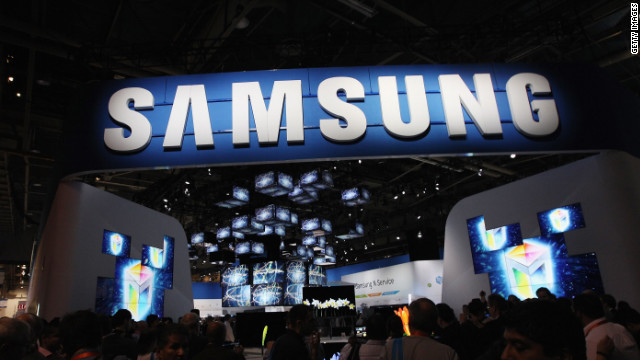 SAMSUNG
GETTY IMAGES
Samsung
Service